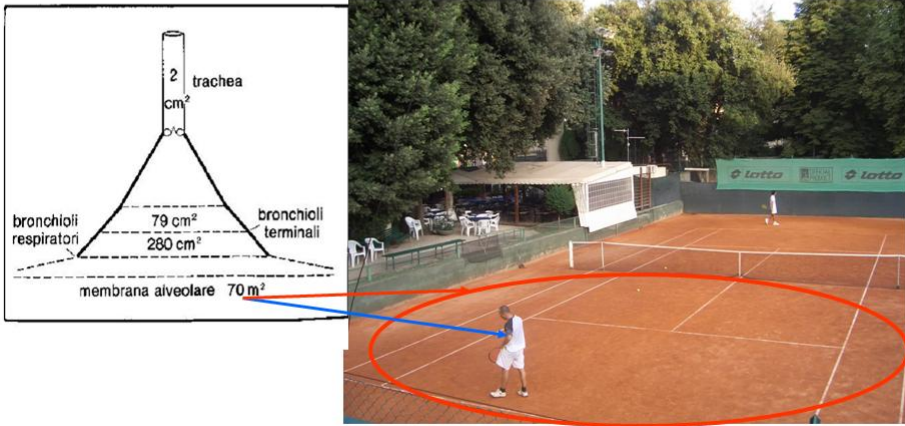 2
cm²
trachea
bronchioli
respiratori
79 cm²
280 cm²
bronchioli
terminali
membrana alveolare 70 m²
Lotto
Lotto